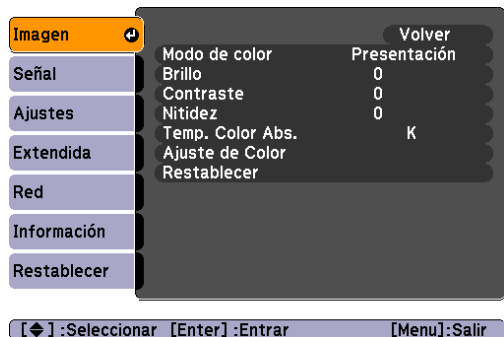 Imagen
Señal
Ajustes
Extendida
Red
Información
Restablecer
Volver
Modo de color Presentación
Brillo 0
Contraste 0
Nitidez 0
Temp. Color Abs. K
Ajuste de Color
Restablecer
[◆] :Seleccionar [Enter] :Entrar [Menu]:Salir